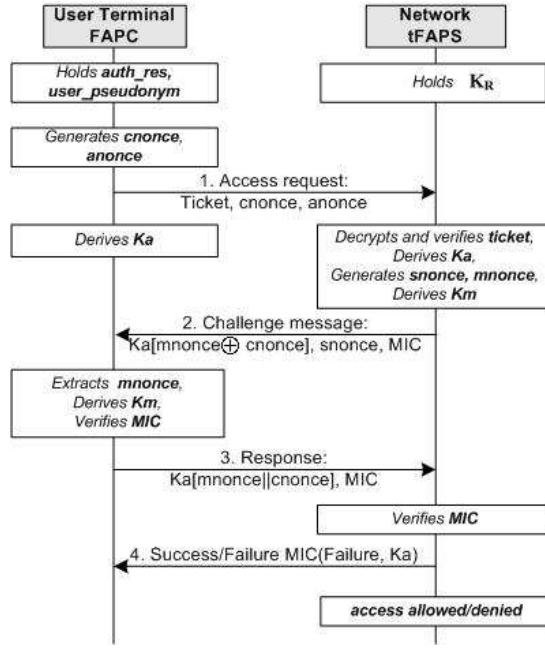 User Terminal
FAPC
Network
tFAPS
Holds auth_res,
user_pseudonym
Holds K_R
Generates cnonce,
anonce
1. Access request:
Ticket, cnonce, anonce
Derives Ka
Decrypts and verifies ticket,
Derives Ka,
Generates snonce, mnonce,
Derives Km
2. Challenge message:
Ka[mnonce⊕ cnonce], snonce, MIC
Extracts mnonce,
Derives Km,
Verifies MIC
3. Response:
Ka[mnonce||cnonce], MIC
Verifies MIC
4. Success/Failure MIC(Failure, Ka)
access allowed/denied